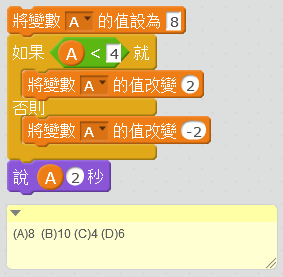 將變數 A 的值設為 8
如果 A < 4 就
將變數 A 的值改變 2
否則
將變數 A 的值改變 -2
說 A 2 秒
(A)8 (B)10 (C)4 (D)6